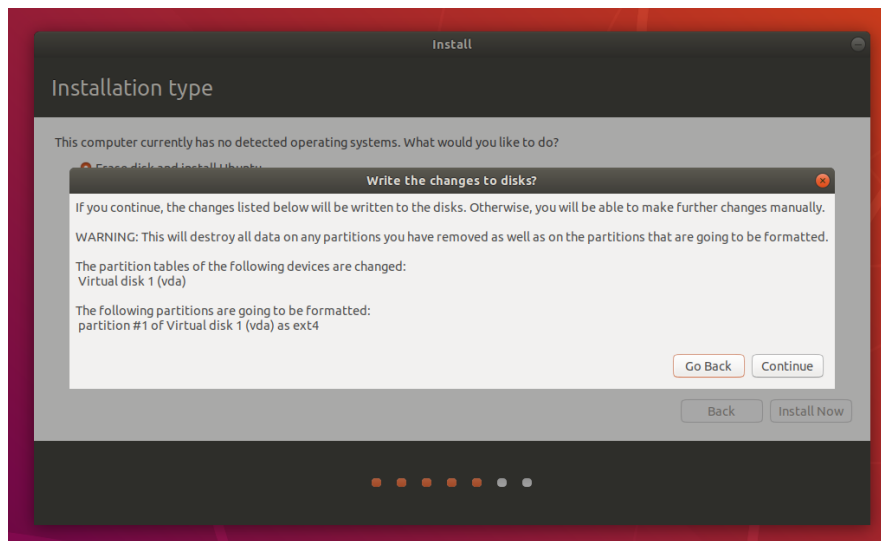 Install
Installation type
This computer currently has no detected operating systems. What would you like to do?
Erase disk and install Ubuntu
Write the changes to disks?
If you continue, the changes listed below will be written to the disks. Otherwise, you will be able to make further changes manually.
WARNING: This will destroy all data on any partitions you have removed as well as on the partitions that are going to be formatted.
The partition tables of the following devices are changed:
Virtual disk 1 (vda)
The following partitions are going to be formatted:
partition #1 of Virtual disk 1 (vda) as ext4
Go Back Continue
Back Install Now